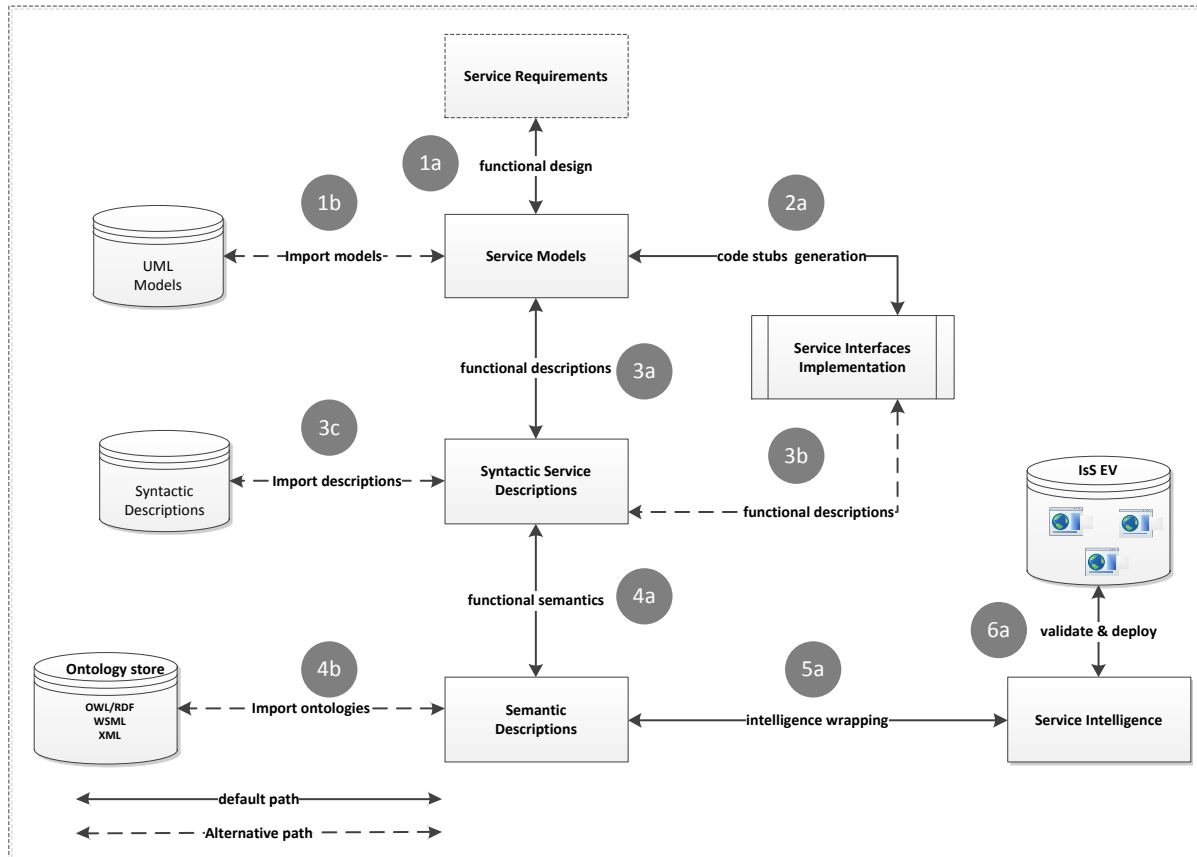 Service Requirements
1a
functional design
1b
2a
UML
Models
Import models
Service Models
code stubs generation
Service Interfaces
Implementation
functional descriptions
3a
3c
3b
Syntactic
Descriptions
Import descriptions
Syntactic Service
Descriptions
functional descriptions
IsS EV
functional semantics
4a
6a
validate & deploy
Ontology store
OWL/RDF
WSML
XML
4b
Import ontologies
Semantic
Descriptions
5a
intelligence wrapping
Service Intelligence
default path
Alternative path